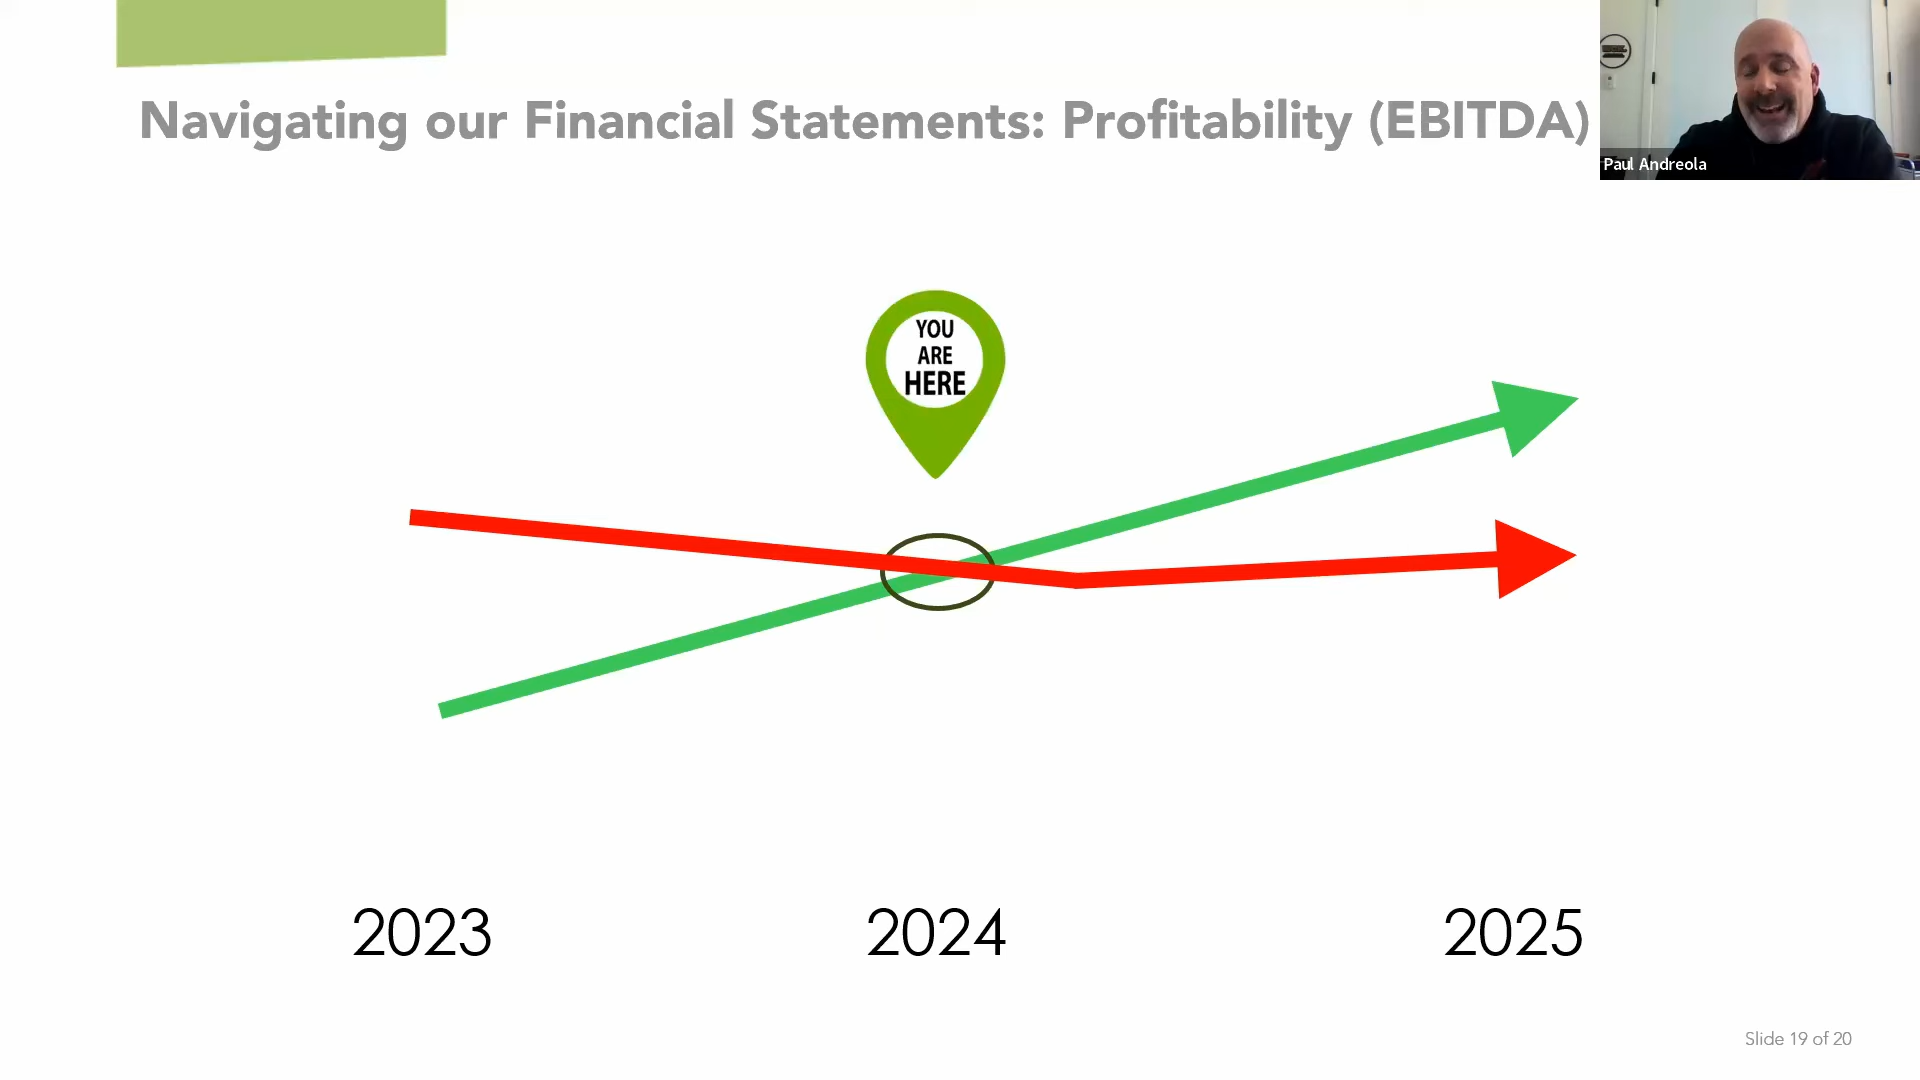 Navigating our Financial Statements: Profitability (EBITDA)
Paul Andreola
YOU
ARE
HERE
2023
2024
2025
Slide 19 of 20